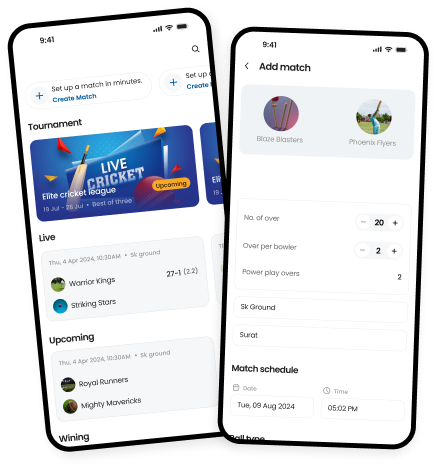 9:41
Set up a match in minutes.
Create Match
Set up
Create
Tournament
LIVE
CRICKET
Elite cricket league
Upcoming
19 Jul - 28 Jul • Best of three
Elite
19 Jul
Live
Thu, 4 Apr 2024, 10:30AM • Sk ground
Warrior Kings
27-1 (2.2)
Striking Stars
Upcoming
Thu, 4 Apr 2024, 10:30AM • Sk ground
Royal Runners
Mighty Mavericks
Wining
9:41
Add match
Blaze Blasters
Phoenix Flyers
No. of over
− 20 +
Over per bowler
− 2 +
Power play overs
2
Sk Ground
Surat
Match schedule
Date
Time
Tue, 09 Aug 2024
05:02 PM
Ball type